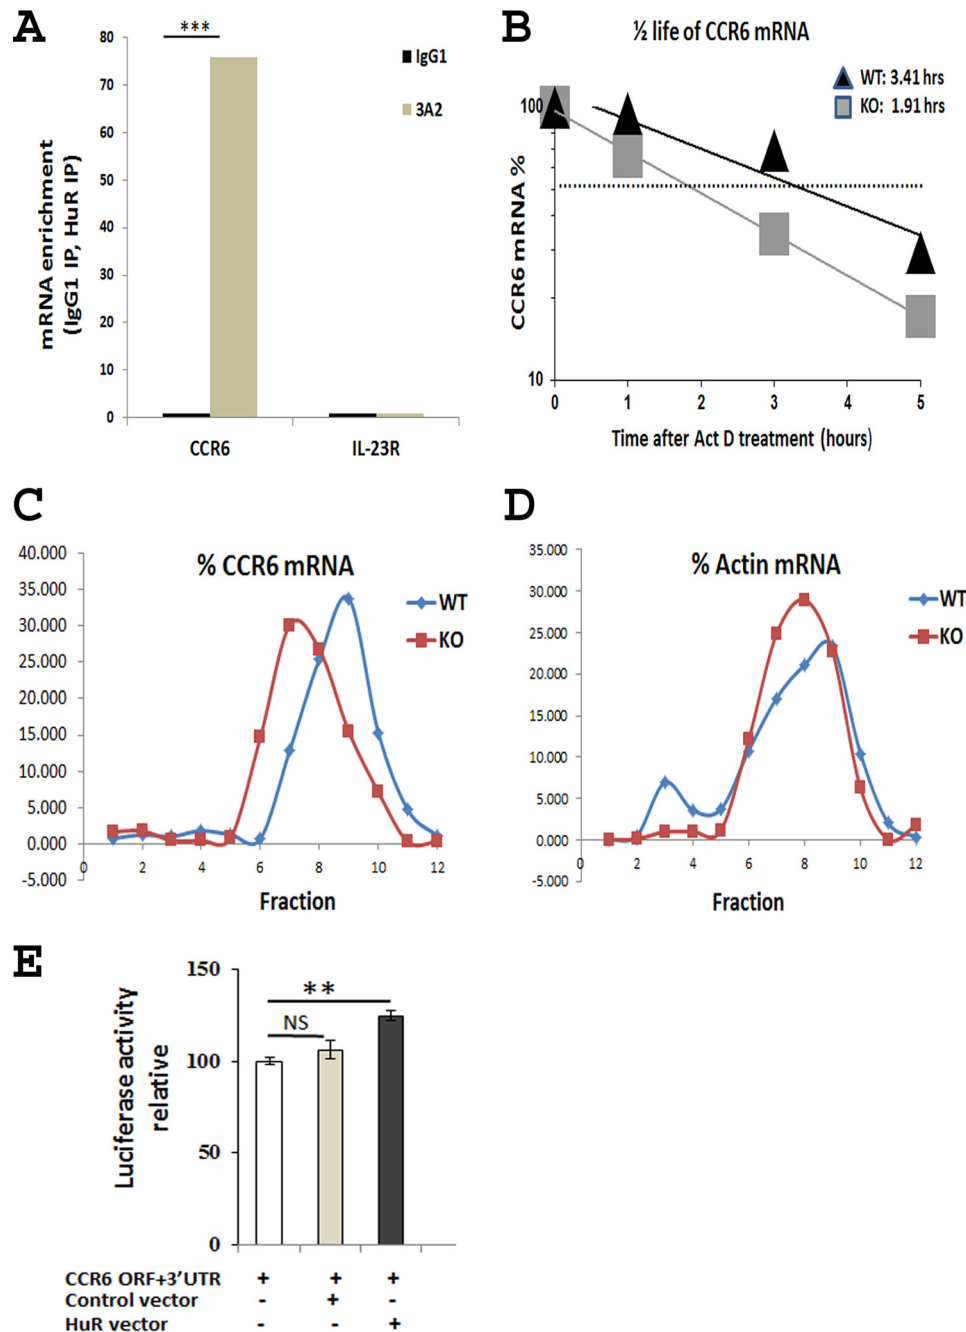 A
***
80
70
60
50
40
30
20
10
0
mRNA enrichment
(IgG1 IP, HuR IP)
IgG1
3A2
CCR6
IL-23R
B
½ life of CCR6 mRNA
WT: 3.41 hrs
KO: 1.91 hrs
100
10
CCR6 mRNA %
0 1 2 3 4 5
Time after Act D treatment (hours)
C
% CCR6 mRNA
WT
KO
40.000
35.000
30.000
25.000
20.000
15.000
10.000
5.000
0.000
-5.000
0 2 4 6 8 10 12
Fraction
D
% Actin mRNA
WT
KO
35.000
30.000
25.000
20.000
15.000
10.000
5.000
0.000
-5.000
0 2 4 6 8 10 12
Fraction
E
Luciferase activity
relative
150
100
50
0
**
NS
CCR6 ORF+3'UTR + + +
Control vector - + -
HuR vector - - +